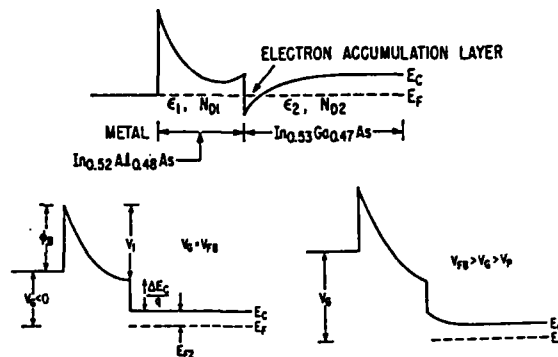 ELECTRON ACCUMULATION LAYER
E_C
E_F
ϵ₁, N_D1
ϵ₂, N_D2
METAL
In0.53Ga0.47As
In0.52Al0.48As
ϕ_B
V_1
V_G = V_FB
V_FB > V_G > V_P
V_G<0
ΔE_C
q
E_C
E_F
V_G
E_F2